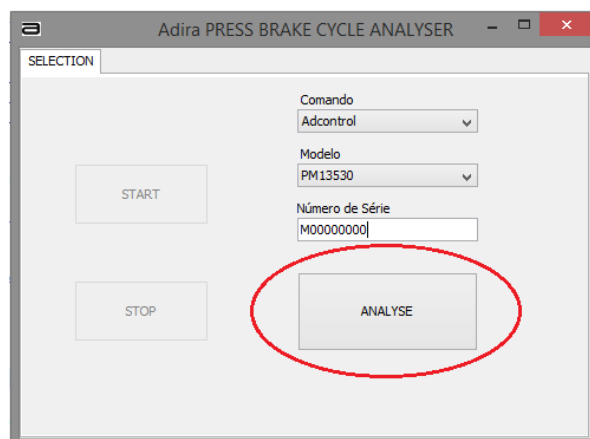 Adira PRESS BRAKE CYCLE ANALYSER
SELECTION
Comando
Adcontrol
Modelo
PM13530
START
Número de Série
M00000000
STOP
ANALYSE